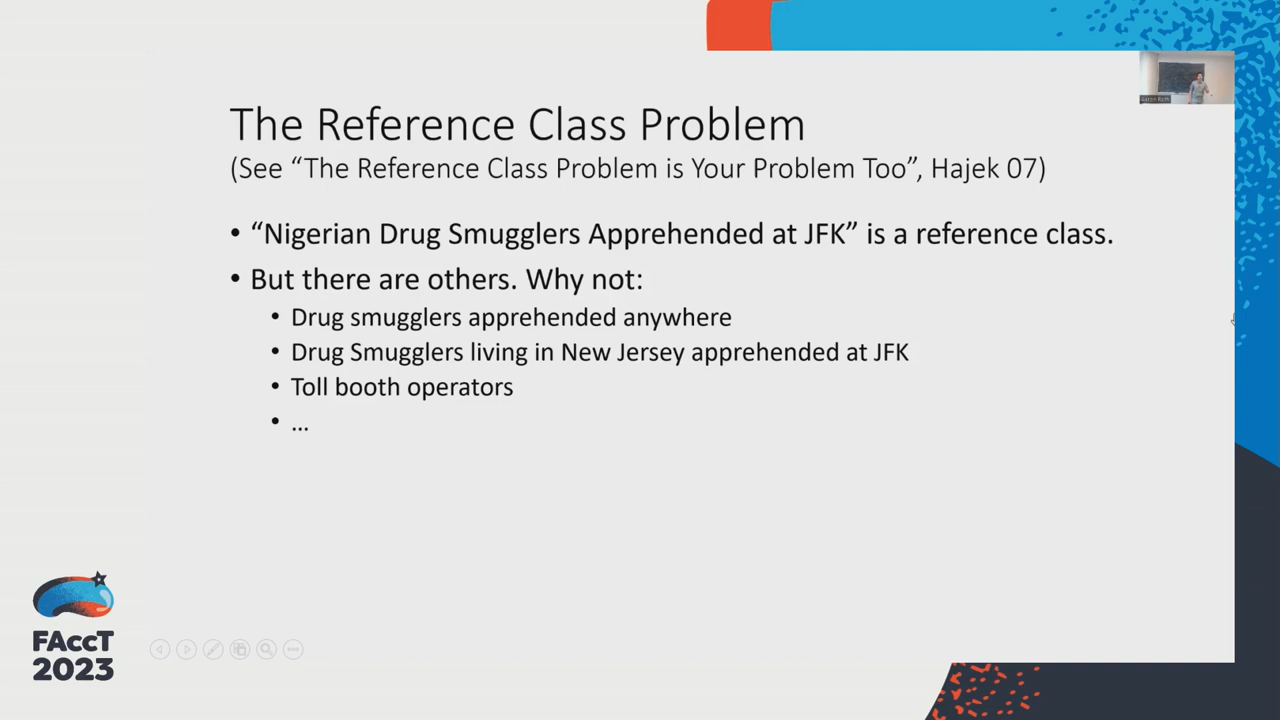 The Reference Class Problem
(See “The Reference Class Problem is Your Problem Too”, Hajek 07)
• “Nigerian Drug Smugglers Apprehended at JFK” is a reference class.
• But there are others. Why not:
• Drug smugglers apprehended anywhere
• Drug Smugglers living in New Jersey apprehended at JFK
• Toll booth operators
• ...
Aaron Roth
FAccT
2023